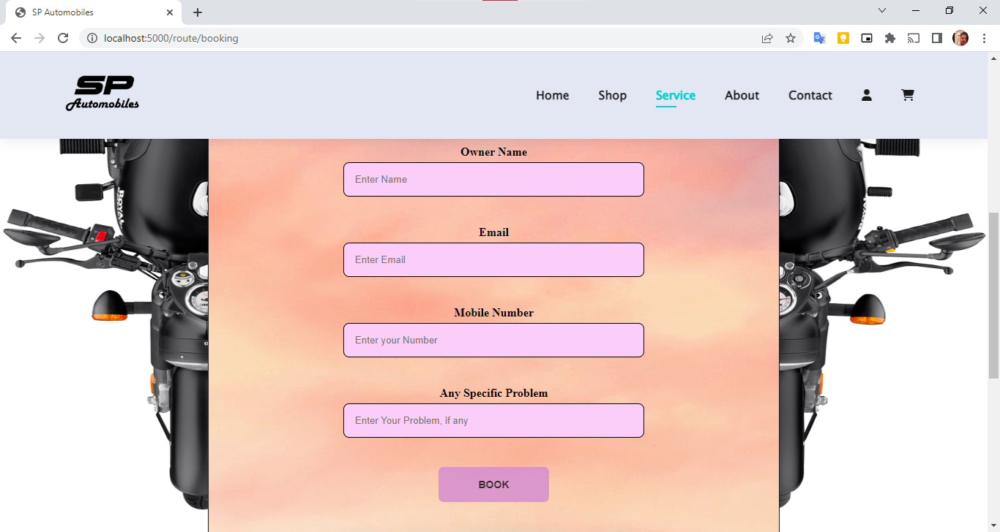 SP Automobiles
localhost:5000/route/booking
SP
Automobiles
Home
Shop
Service
About
Contact
Owner Name
Enter Name
Email
Enter Email
Mobile Number
Enter your Number
Any Specific Problem
Enter Your Problem, if any
BOOK
ROYAL